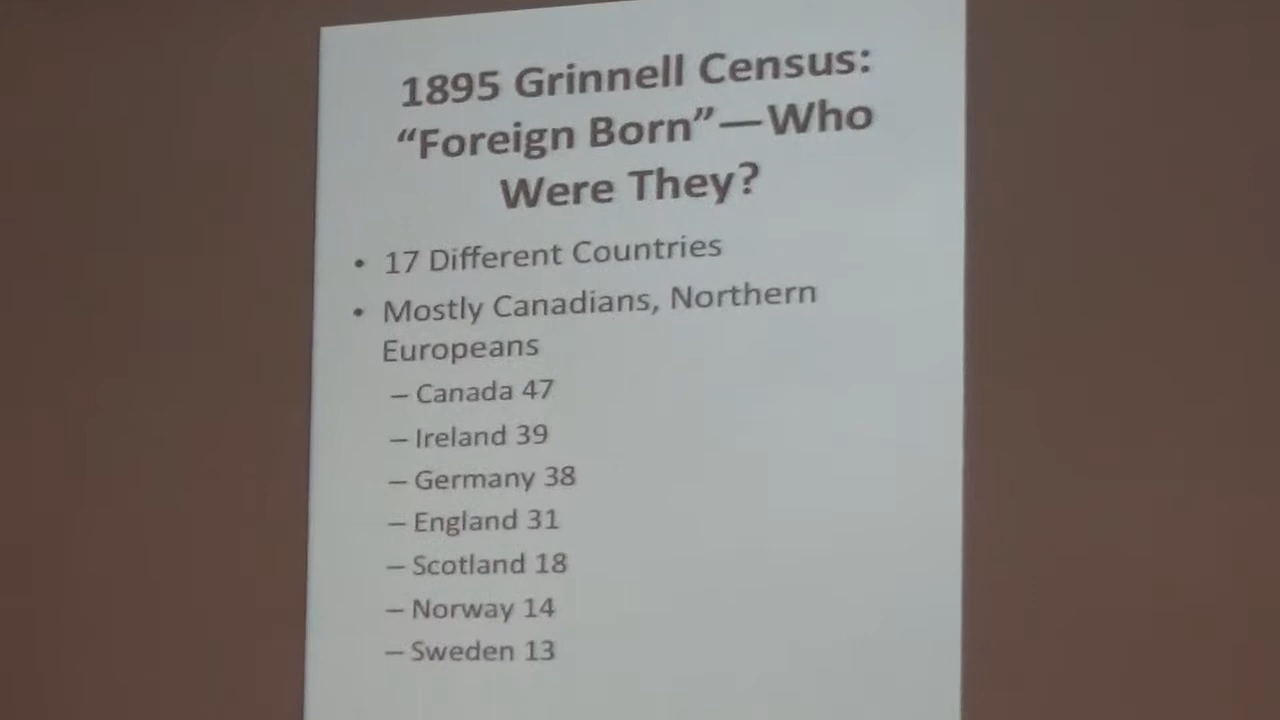 1895 Grinnell Census:
“Foreign Born”—Who
Were They?
• 17 Different Countries
• Mostly Canadians, Northern
Europeans
– Canada 47
– Ireland 39
– Germany 38
– England 31
– Scotland 18
– Norway 14
– Sweden 13